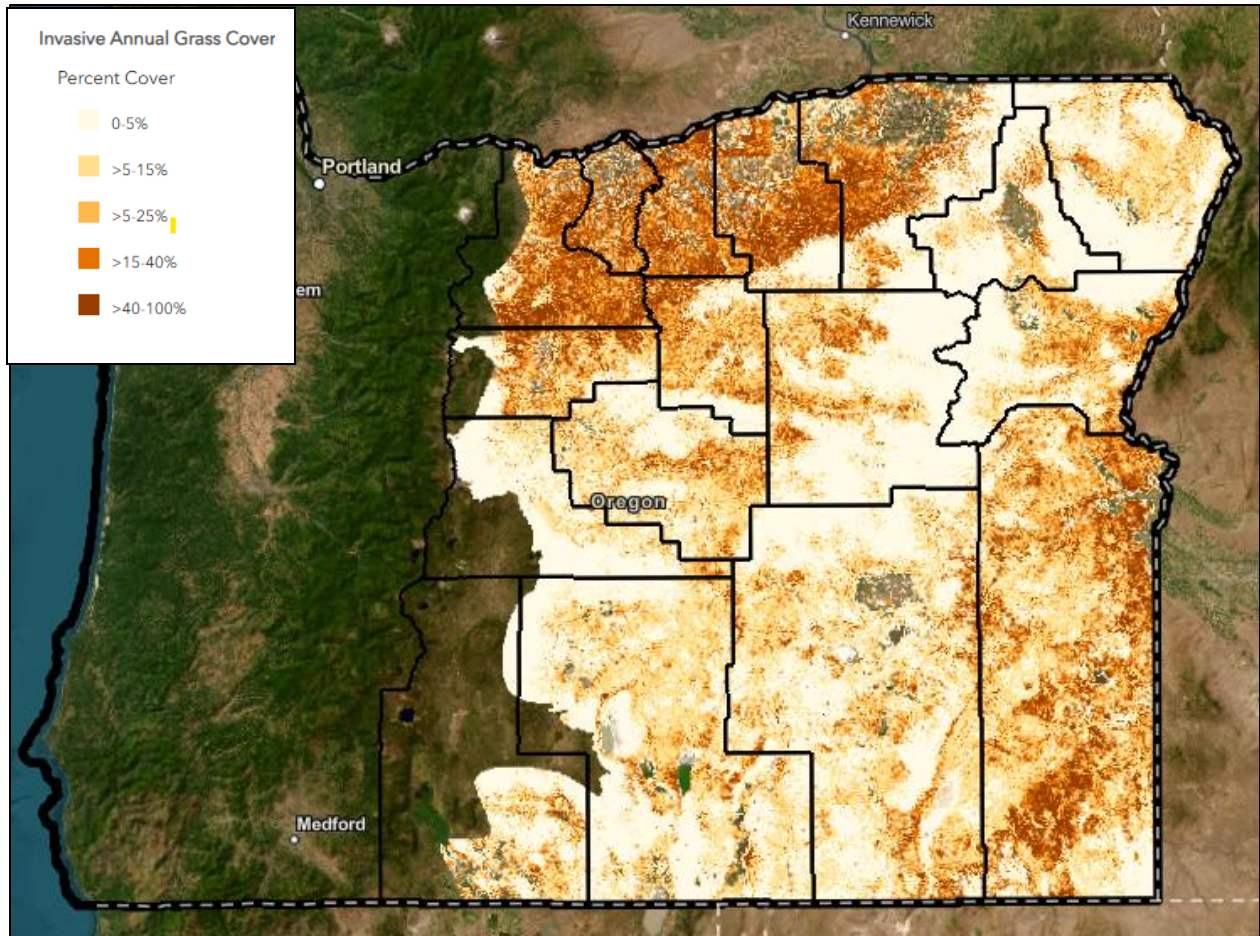 Invasive Annual Grass Cover
Percent Cover
0-5%
>5-15%
>5-25%
>15-40%
>40-100%
Kennewick
Portland
em
Oregon
Medford